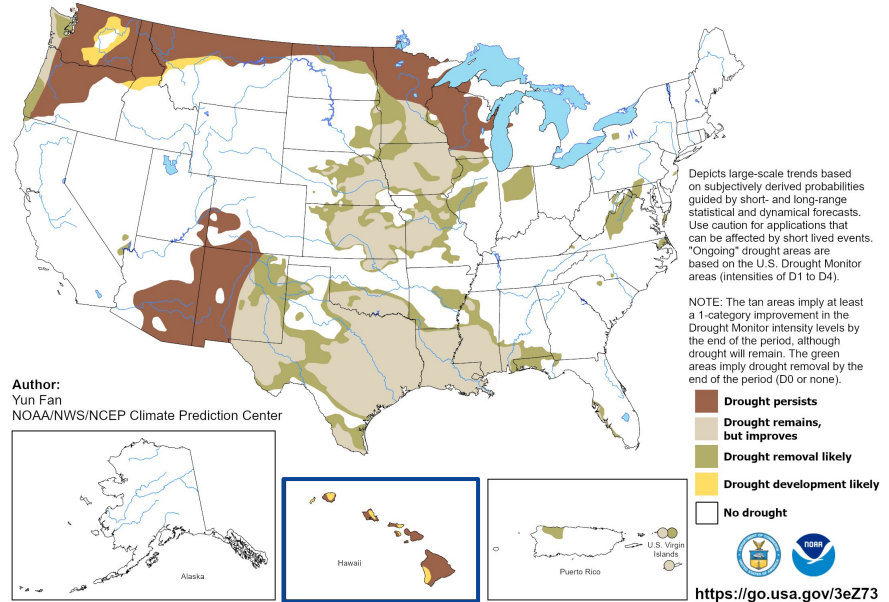 Depicts large-scale trends based
on subjectively derived probabilities
guided by short- and long-range
statistical and dynamical forecasts.
Use caution for applications that
can be affected by short lived events.
"Ongoing" drought areas are
based on the U.S. Drought Monitor
areas (intensities of D1 to D4).
NOTE: The tan areas imply at least
a 1-category improvement in the
Drought Monitor intensity levels by
the end of the period, although
drought will remain. The green
areas imply drought removal by the
end of the period (D0 or none).
Author:
Yun Fan
NOAA/NWS/NCEP Climate Prediction Center
Drought persists
Drought remains,
but improves
Drought removal likely
Drought development likely
No drought
Alaska
Hawaii
Puerto Rico
U.S. Virgin
Islands
NOAA
https://go.usa.gov/3eZ73